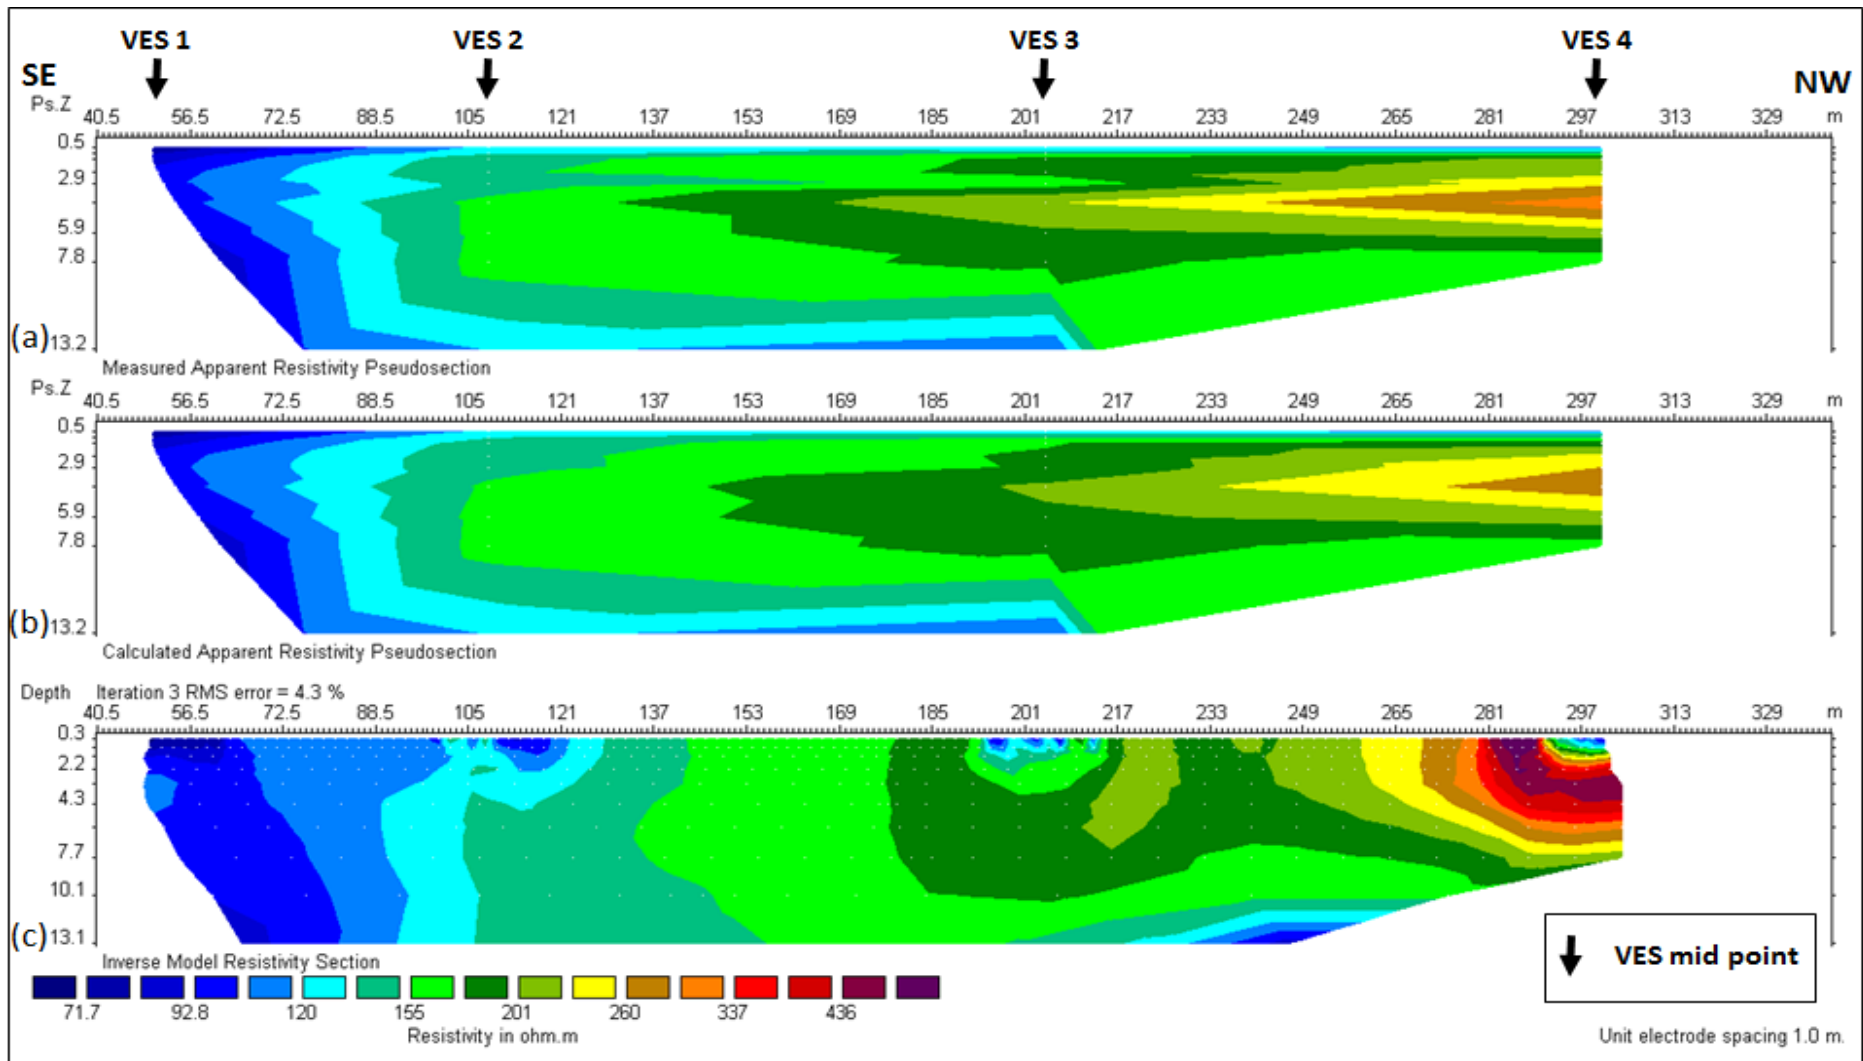 VES 1 VES 2 VES 3 VES 4
SE NW
Ps.Z
40.5 56.5 72.5 88.5 105 121 137 153 169 185 201 217 233 249 265 281 297 313 329 m
0.5
2.9
5.9
7.8
(a) 13.2
Measured Apparent Resistivity Pseudosection
Ps.Z
40.5 56.5 72.5 88.5 105 121 137 153 169 185 201 217 233 249 265 281 297 313 329 m
0.5
2.9
5.9
7.8
(b) 13.2
Calculated Apparent Resistivity Pseudosection
Depth Iteration 3 RMS error = 4.3 %
40.5 56.5 72.5 88.5 105 121 137 153 169 185 201 217 233 249 265 281 297 313 329 m
0.3
2.2
4.3
7.7
10.1
(c) 13.1
Inverse Model Resistivity Section
VES mid point
71.7 92.8 120 155 201 260 337 436
Resistivity in ohm.m
Unit electrode spacing 1.0 m.